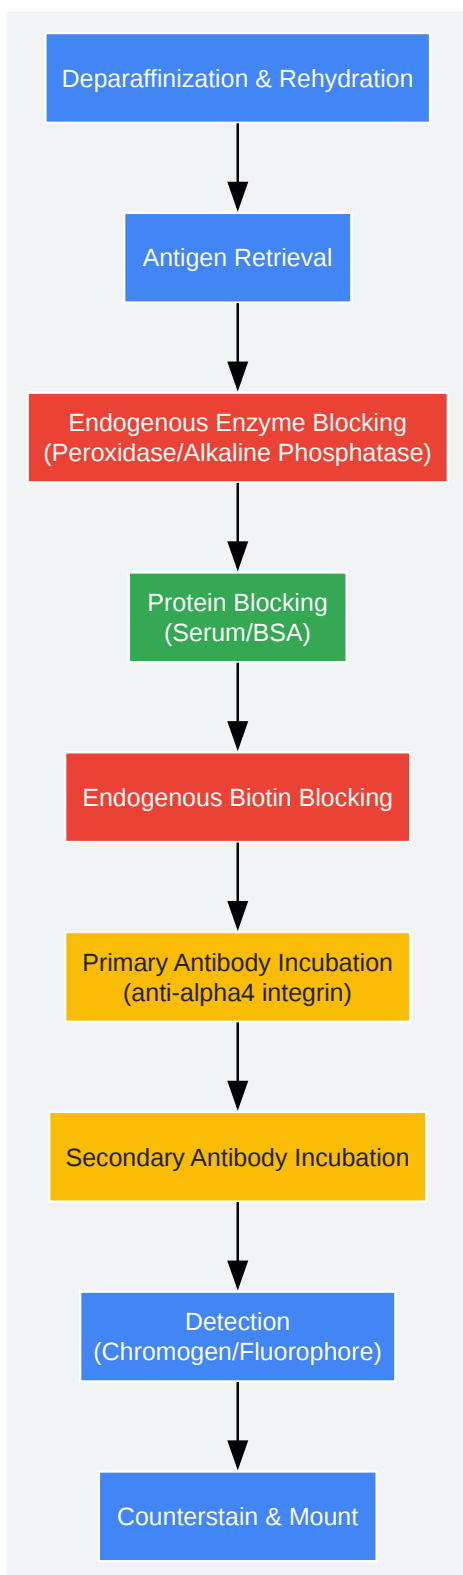 Deparaffinization & Rehydration
Antigen Retrieval
Endogenous Enzyme Blocking
(Peroxidase/Alkaline Phosphatase)
Protein Blocking
(Serum/BSA)
Endogenous Biotin Blocking
Primary Antibody Incubation
(anti-alpha4 integrin)
Secondary Antibody Incubation
Detection
(Chromogen/Fluorophore)
Counterstain & Mount